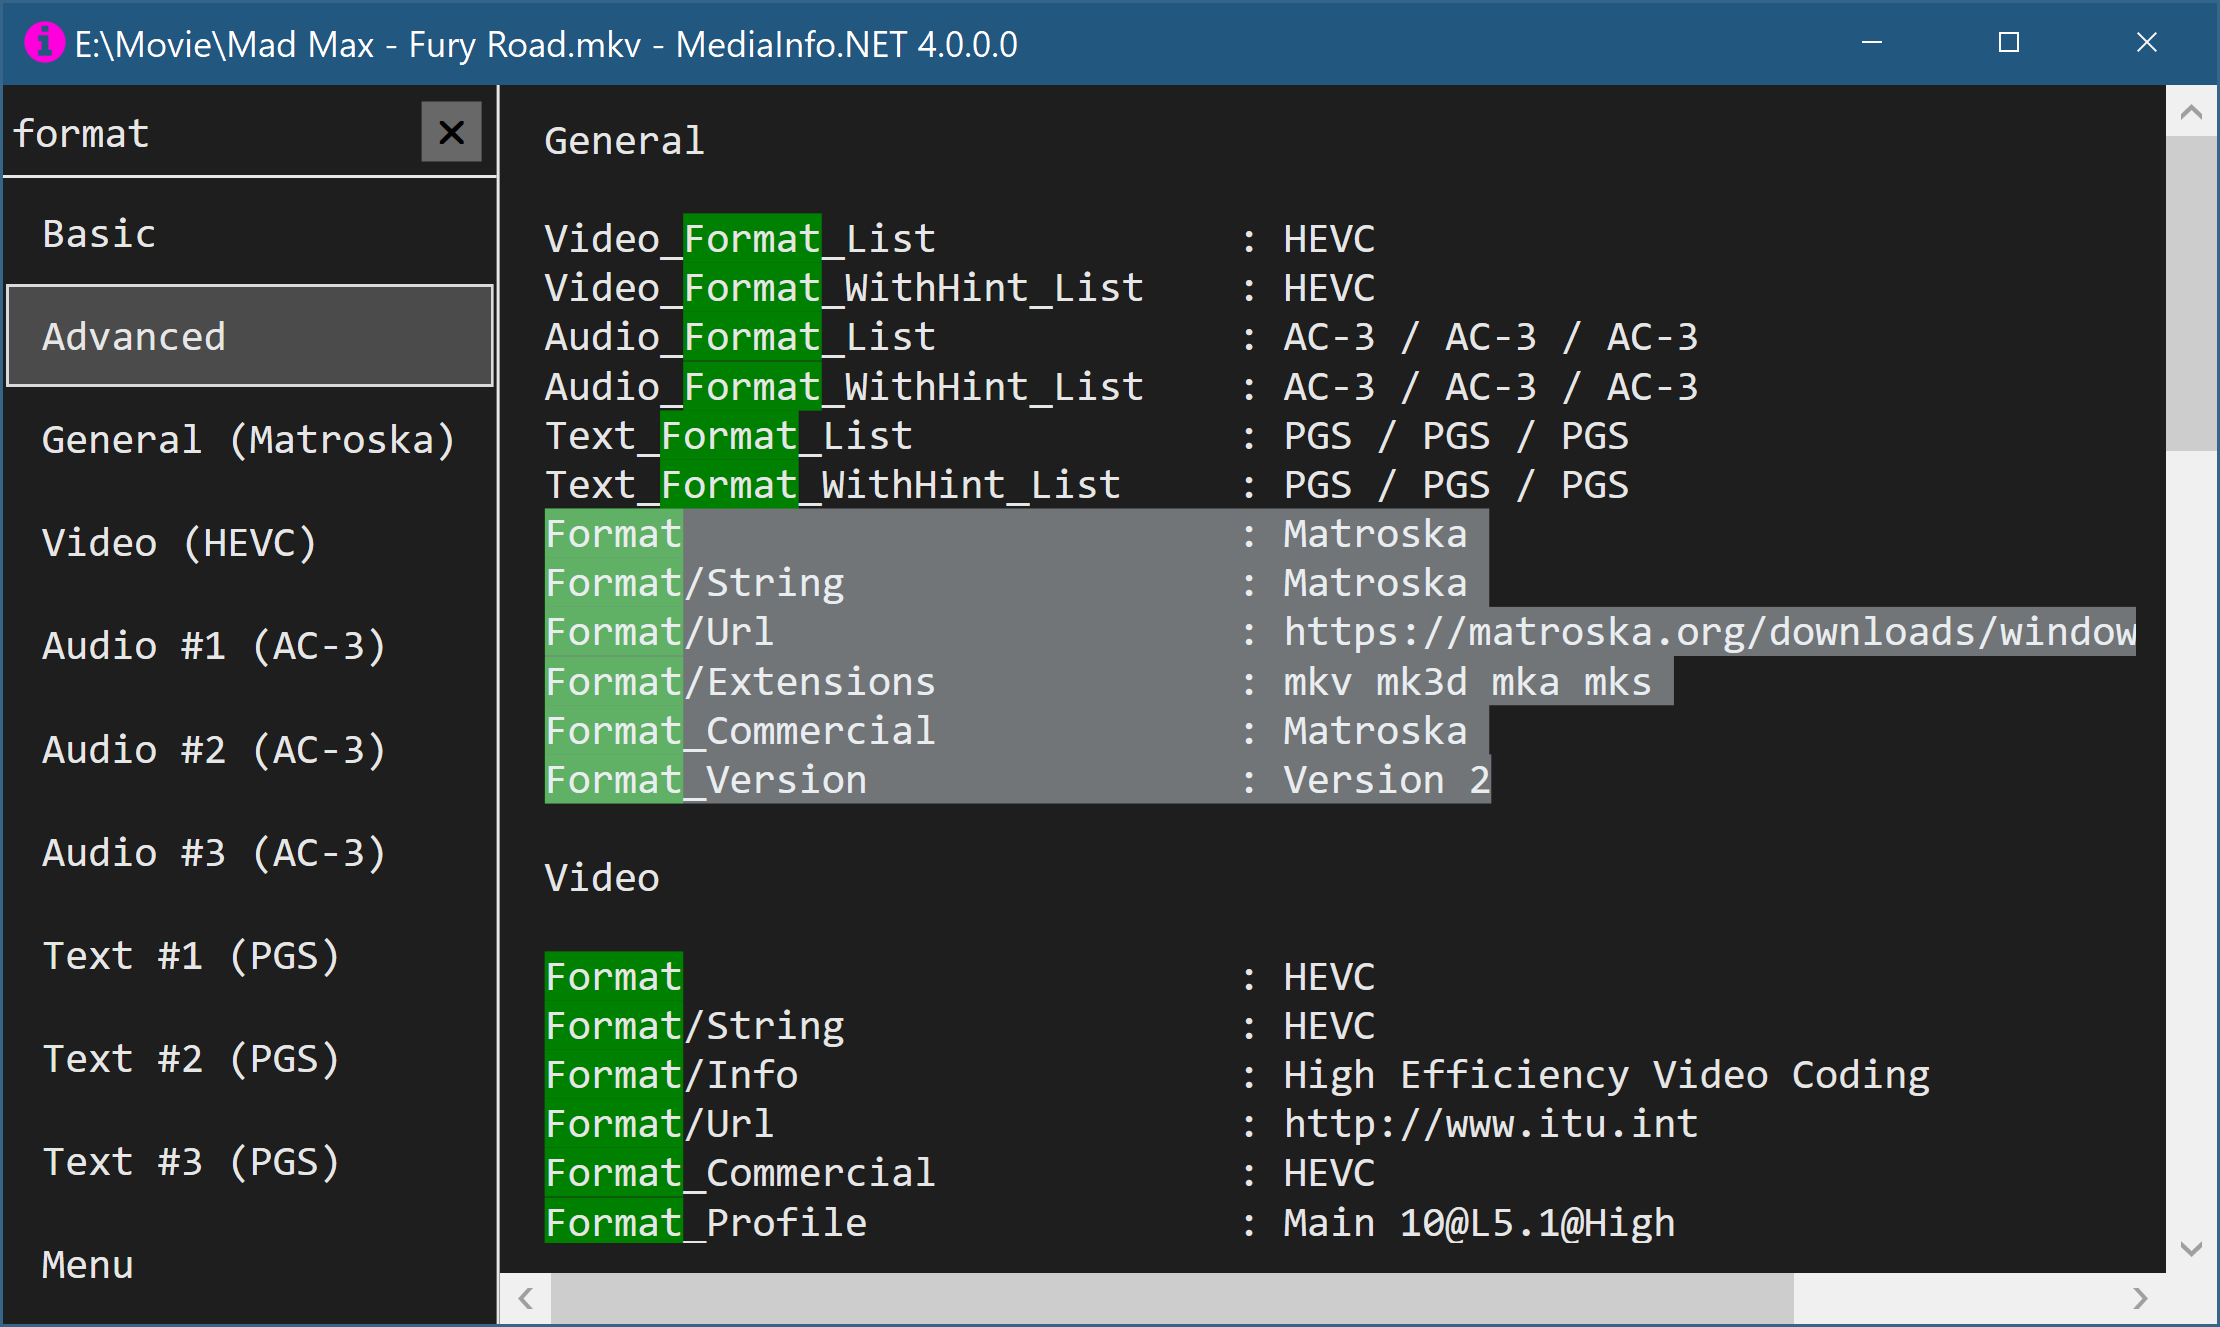 E:\Movie\Mad Max - Fury Road.mkv - MediaInfo.NET 4.0.0.0
format
Basic
Advanced
General (Matroska)
Video (HEVC)
Audio #1 (AC-3)
Audio #2 (AC-3)
Audio #3 (AC-3)
Text #1 (PGS)
Text #2 (PGS)
Text #3 (PGS)
Menu
General
Video_Format_List : HEVC
Video_Format_WithHint_List : HEVC
Audio_Format_List : AC-3 / AC-3 / AC-3
Audio_Format_WithHint_List : AC-3 / AC-3 / AC-3
Text_Format_List : PGS / PGS / PGS
Text_Format_WithHint_List : PGS / PGS / PGS
Format : Matroska
Format/String : Matroska
Format/Url : https://matroska.org/downloads/window
Format/Extensions : mkv mk3d mka mks
Format_Commercial : Matroska
Format_Version : Version 2
Video
Format : HEVC
Format/String : HEVC
Format/Info : High Efficiency Video Coding
Format/Url : http://www.itu.int
Format_Commercial : HEVC
Format_Profile : Main 10@L5.1@High